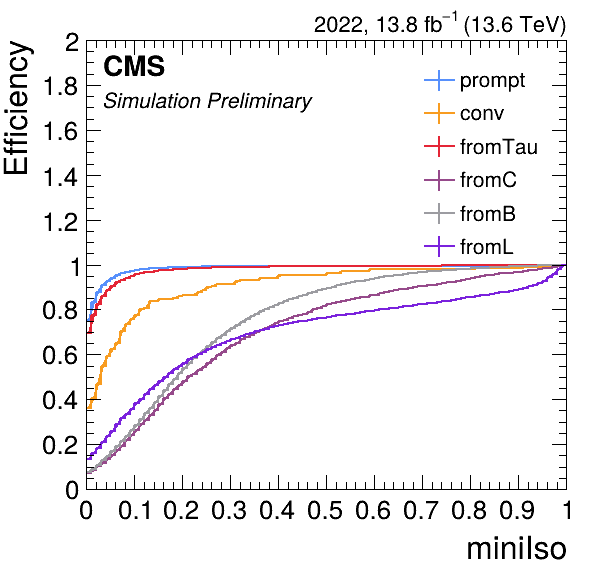 2022, 13.8 fb⁻¹ (13.6 TeV)
Efficiency
CMS
Simulation Preliminary
prompt
conv
fromTau
fromC
fromB
fromL
2
1.8
1.6
1.4
1.2
1
0.8
0.6
0.4
0.2
0
0 0.1 0.2 0.3 0.4 0.5 0.6 0.7 0.8 0.9 1
miniIso